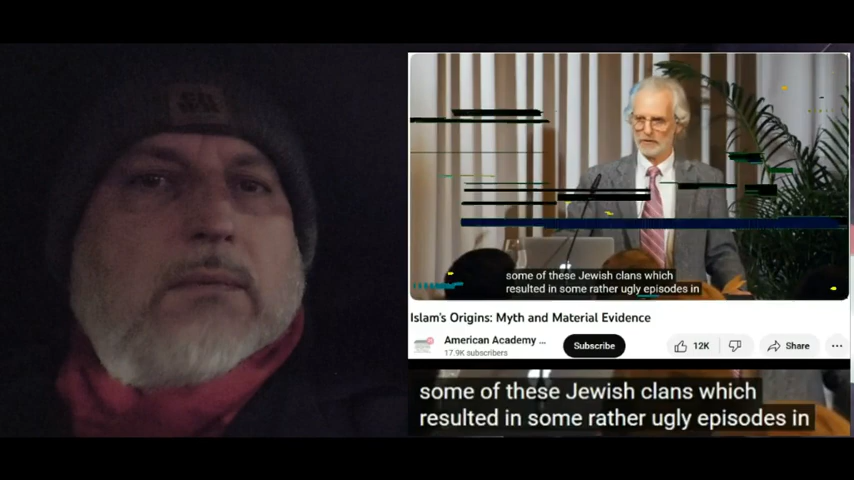 some of these Jewish clans which
resulted in some rather ugly episodes in
Islam's Origins: Myth and Material Evidence
American Academy ...
17.9K subscribers
Subscribe
12K
Share
some of these Jewish clans which
resulted in some rather ugly episodes in